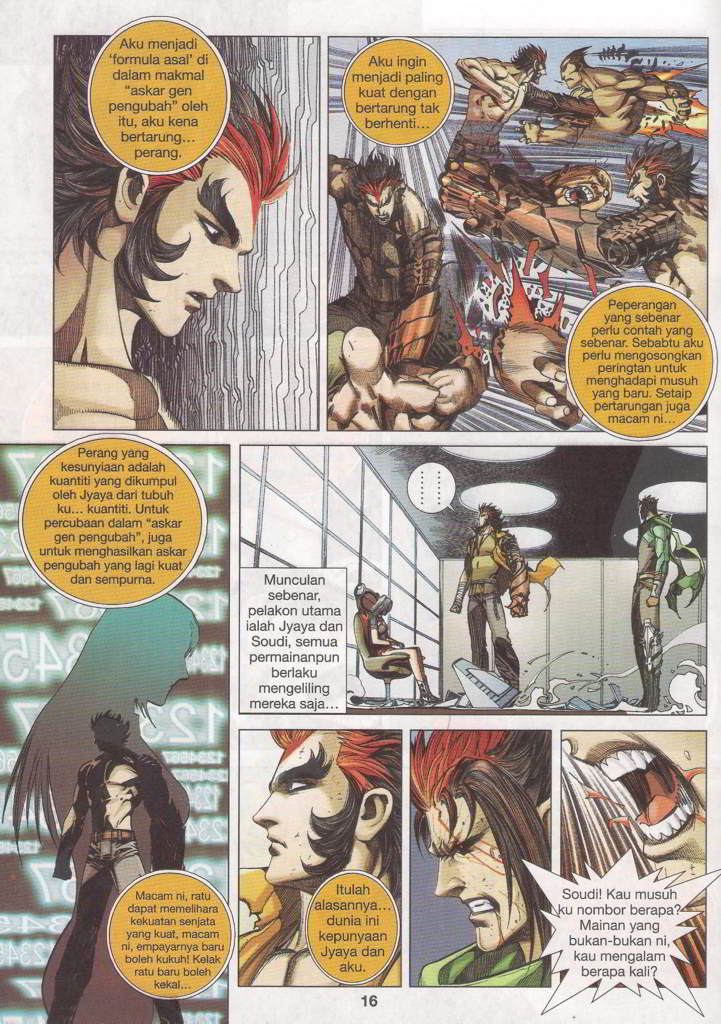 Aku menjadi
‘formula asal’ di
dalam makmal
“askar gen
pengubah” oleh
itu, aku kena
bertarung...
perang.
Aku ingin
menjadi paling
kuat dengan
bertarung tak
berhenti...
Peperangan
yang sebenar
perlu contoh yang
sebenar. Sebabtu aku
perlu mengosongkan
peringtan untuk
menghadapi musuh
yang baru. Setaip
pertarungan juga
macam ni...
Perang yang
kesunyiaan adalah
kuantiti yang dikumpul
oleh Jyaya dari tubuh
ku... kuantiti. Untuk
percubaan dalam “askar
gen pengubah”, juga
untuk menghasilkan askar
pengubah yang lagi kuat
dan sempurna.
Macam ni, ratu
dapat memelihara
kekuatan senjata
yang kuat, macam
ni, empayarnya baru
boleh kukuh! Kelak
ratu baru boleh
kekal...
Munculan
sebenar,
pelakon utama
ialah Jyaya dan
Soudi, semua
permainanpun
berlaku
mengeliling
mereka saja...
Itulah
alasannya...
dunia ini
kepunyaan
Jyaya dan
aku.
Soudi! Kau musuh
ku nombor berapa?
Mainan yang
bukan-bukan ni,
kau mengalam
berapa kali?
16